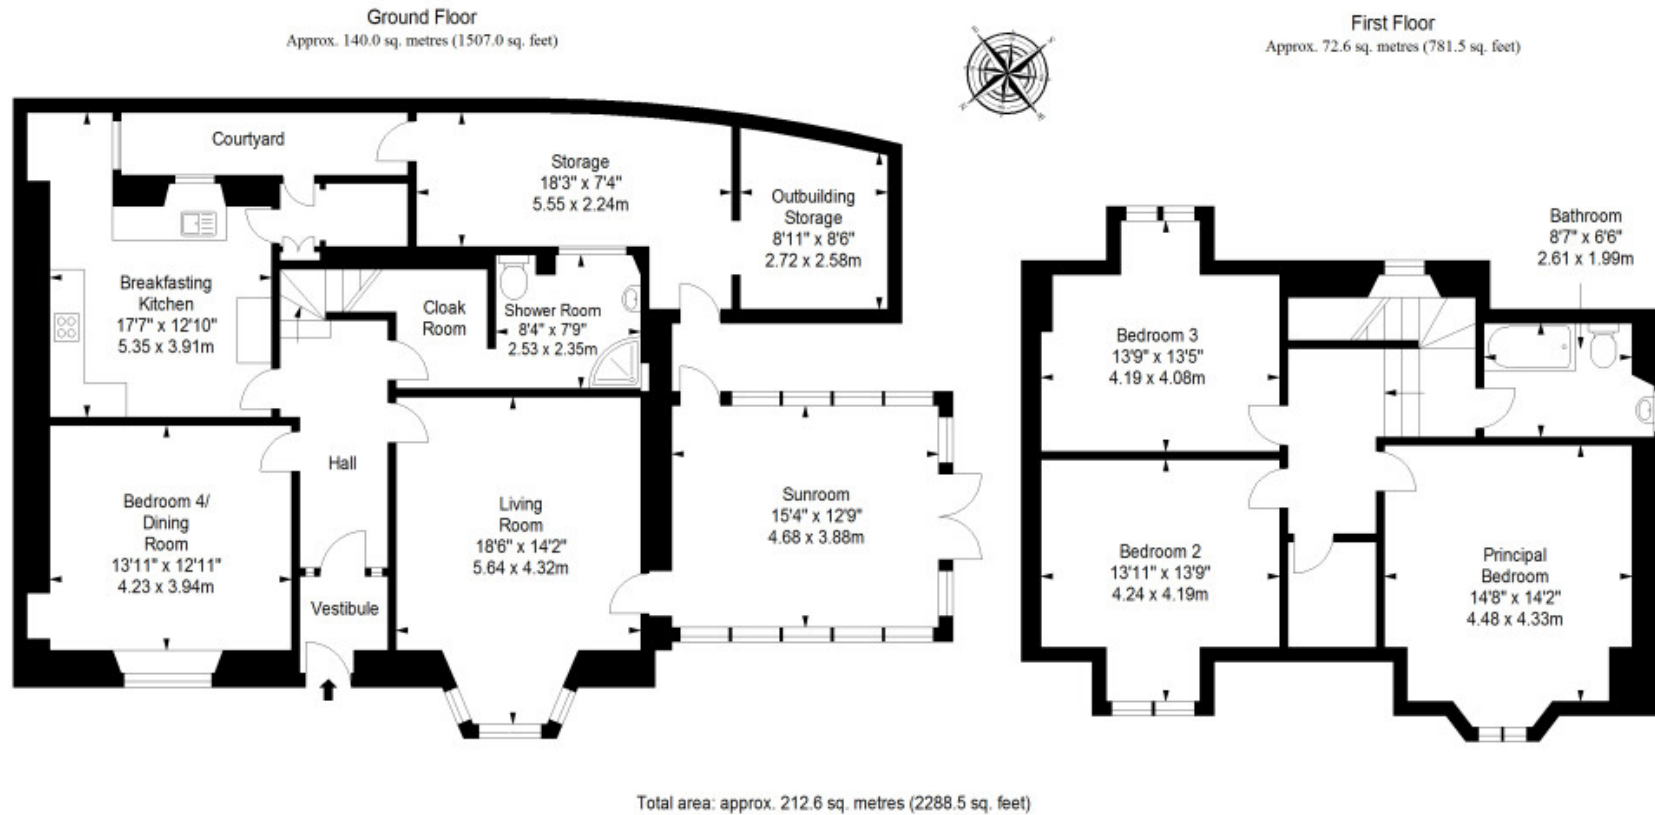 Ground Floor
Approx. 140.0 sq. metres (1507.0 sq. feet)
First Floor
Approx. 72.6 sq. metres (781.5 sq. feet)
Courtyard
Storage
18'3" x 7'4"
5.55 x 2.24m
Outbuilding
Storage
8'11" x 8'6"
2.72 x 2.58m
Breakfasting
Kitchen
17'7" x 12'10"
5.35 x 3.91m
Cloak
Room
Shower Room
8'4" x 7'9"
2.53 x 2.35m
Hall
Bedroom 4/
Dining
Room
13'11" x 12'11"
4.23 x 3.94m
Vestibule
Living
Room
18'6" x 14'2"
5.64 x 4.32m
Sunroom
15'4" x 12'9"
4.68 x 3.88m
Bathroom
8'7" x 6'6"
2.61 x 1.99m
Bedroom 3
13'9" x 13'5"
4.19 x 4.08m
Bedroom 2
13'11" x 13'9"
4.24 x 4.19m
Principal
Bedroom
14'8" x 14'2"
4.48 x 4.33m
Total area: approx. 212.6 sq. metres (2288.5 sq. feet)